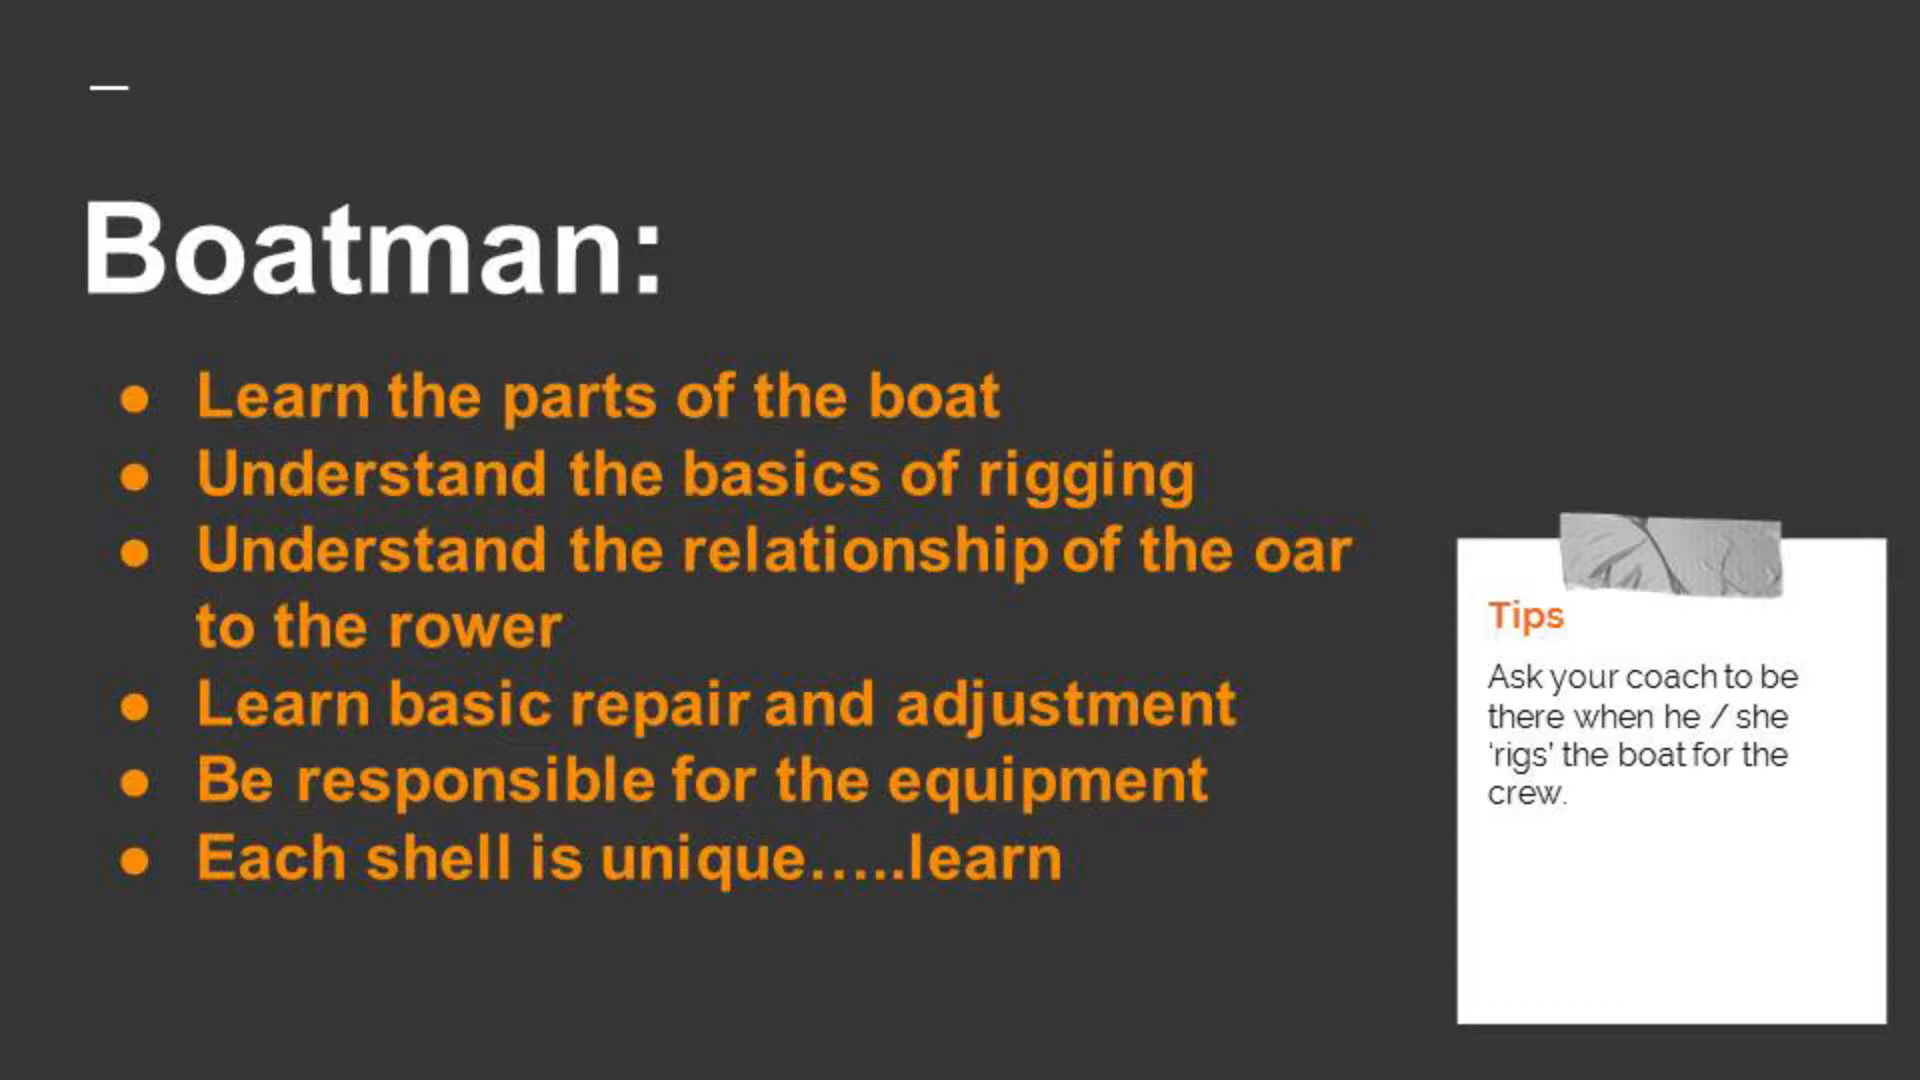 Boatman:
● Learn the parts of the boat
● Understand the basics of rigging
● Understand the relationship of the oar
to the rower
● Learn basic repair and adjustment
● Be responsible for the equipment
● Each shell is unique…..learn
Tips
Ask your coach to be
there when he / she
‘rigs’ the boat for the
crew.